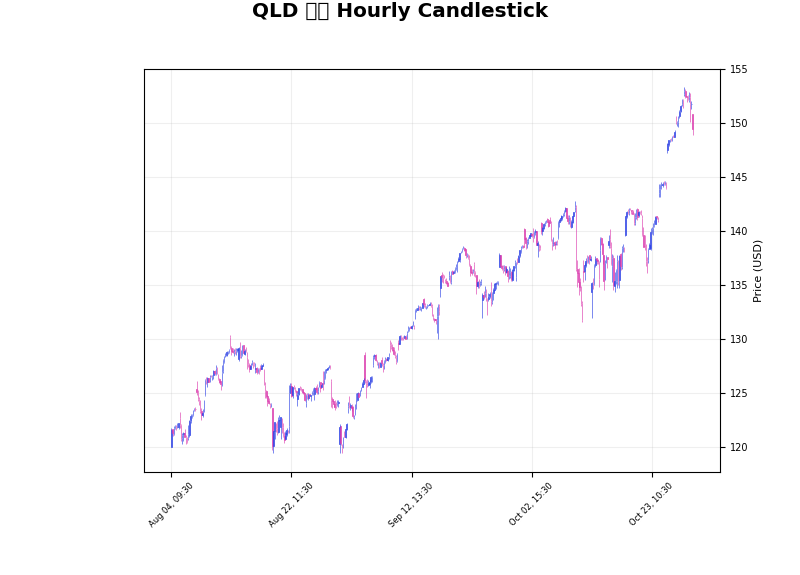 QLD Hourly Candlestick
155
150
145
140
135
130
125
120
Price (USD)
Aug 04, 09:30
Aug 22, 11:30
Sep 12, 13:30
Oct 02, 15:30
Oct 23, 10:30